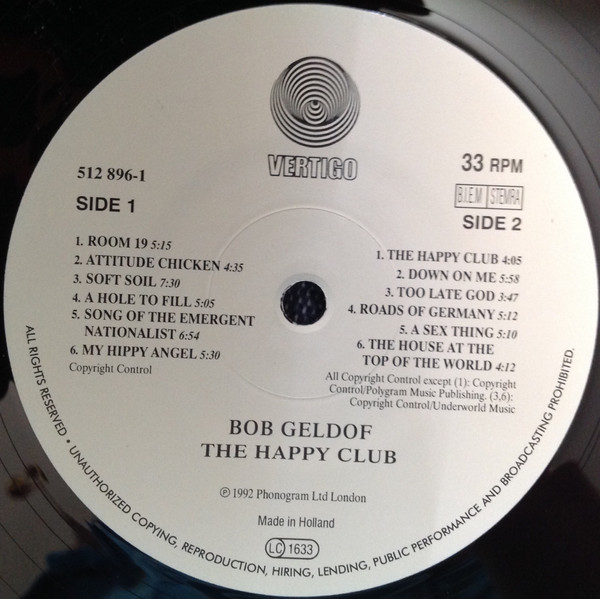 VERTIGO
512 896-1
SIDE 1
33 RPM
B.I.E.M STEMRA
SIDE 2
1. ROOM 19 5:15
2. ATTITUDE CHICKEN 4:35
3. SOFT SOIL 7:30
4. A HOLE TO FILL 5:05
5. SONG OF THE EMERGENT
NATIONALIST 6:54
6. MY HIPPY ANGEL 5:30
Copyright Control
1. THE HAPPY CLUB 4:05
2. DOWN ON ME 5:58
3. TOO LATE GOD 3:47
4. ROADS OF GERMANY 5:12
5. A SEX THING 5:10
6. THE HOUSE AT THE
TOP OF THE WORLD 4:12
All Copyright Control except (1): Copyright
Control/Polygram Music Publishing. (3,6):
Copyright Control/Underworld Music
BOB GELDOF
THE HAPPY CLUB
℗ 1992 Phonogram Ltd London
Made in Holland
LC 1633
ALL RIGHTS RESERVED • UNAUTHORIZED COPYING, REPRODUCTION, HIRING, LENDING, PUBLIC PERFORMANCE AND BROADCASTING PROHIBITED.